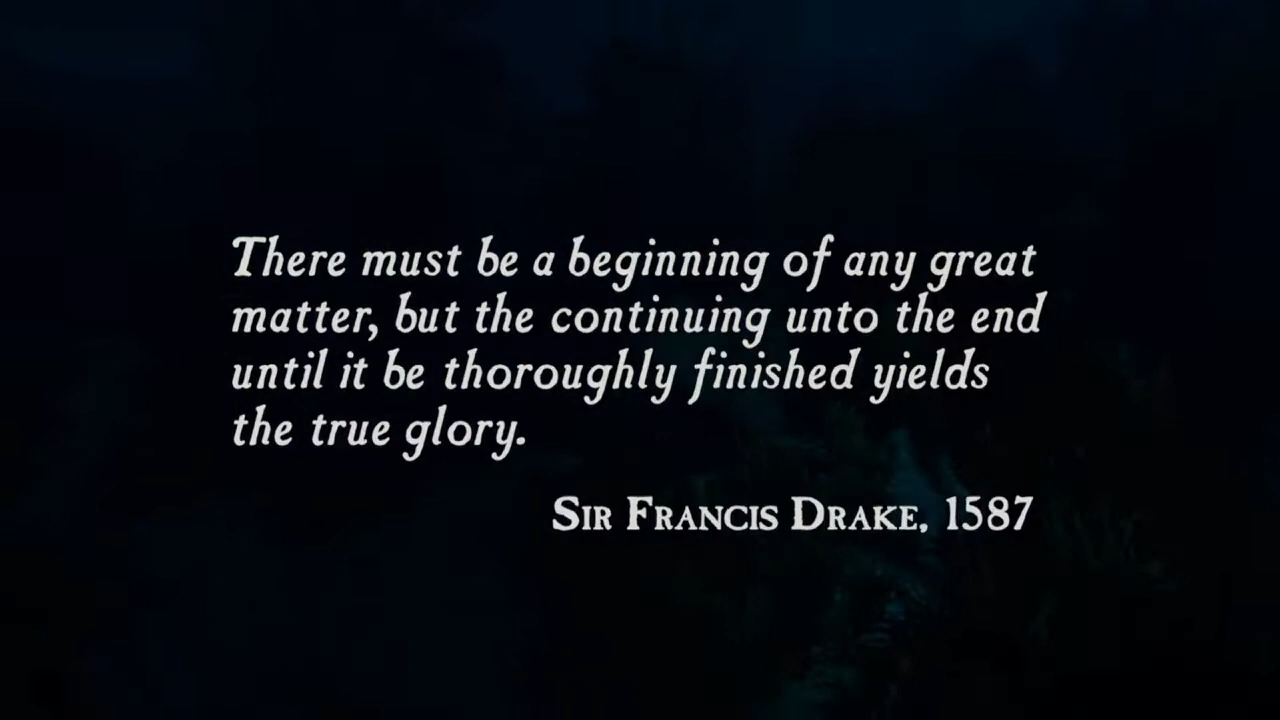 There must be a beginning of any great
matter, but the continuing unto the end
until it be thoroughly finished yields
the true glory.
Sir Francis Drake, 1587